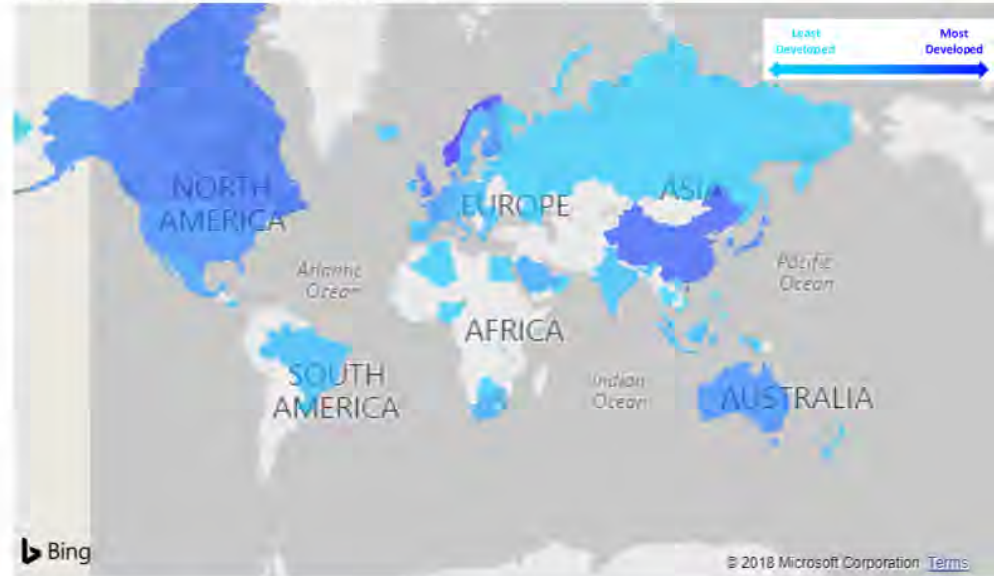 Least Most
Developed Developed
NORTH
AMERICA
EUROPE
ASIA
Atlantic
Ocean
Pacific
Ocean
AFRICA
SOUTH
AMERICA
Indian
Ocean
AUSTRALIA
Bing
© 2018 Microsoft Corporation Terms